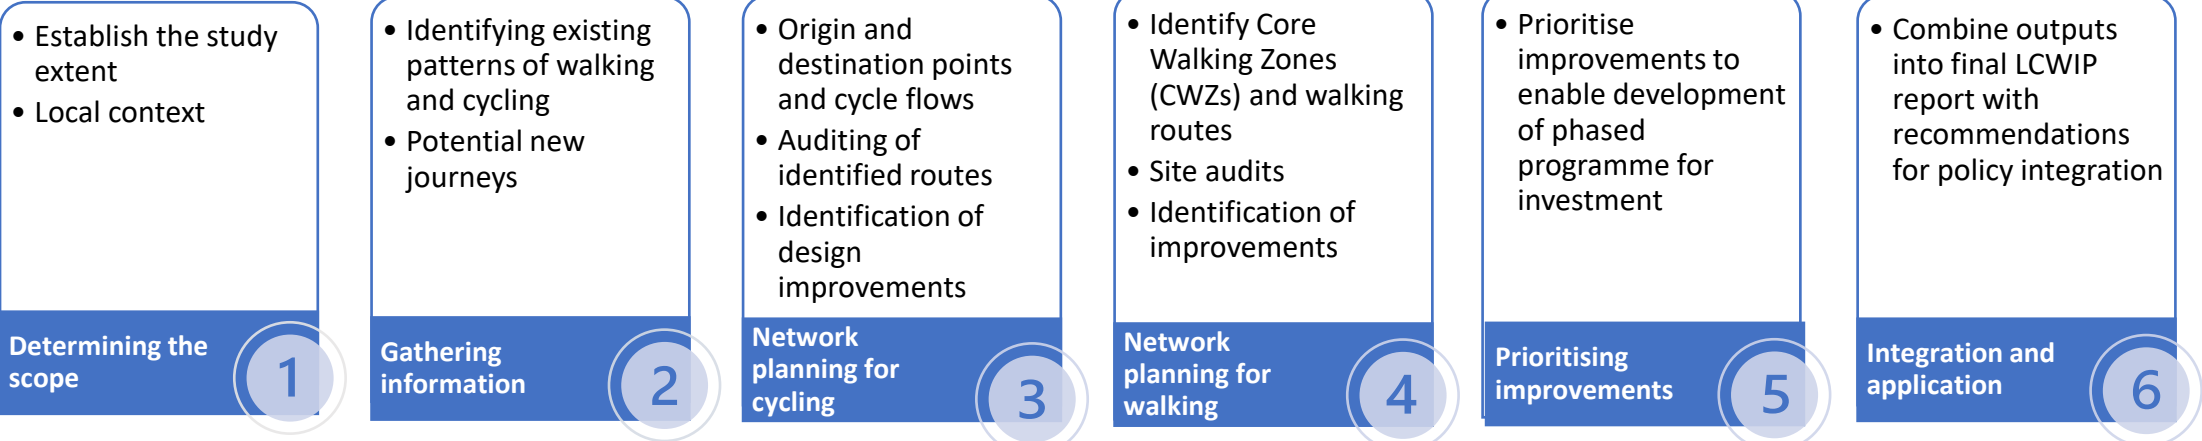 • Establish the study
extent
• Local context
Determining the
scope
1
• Identifying existing
patterns of walking
and cycling
• Potential new
journeys
Gathering
information
2
• Origin and
destination points
and cycle flows
• Auditing of
identified routes
• Identification of
design
improvements
Network
planning for
cycling
3
• Identify Core
Walking Zones
(CWZs) and walking
routes
• Site audits
• Identification of
improvements
Network
planning for
walking
4
• Prioritise
improvements to
enable development
of phased
programme for
investment
Prioritising
improvements
5
• Combine outputs
into final LCWIP
report with
recommendations
for policy integration
Integration and
application
6